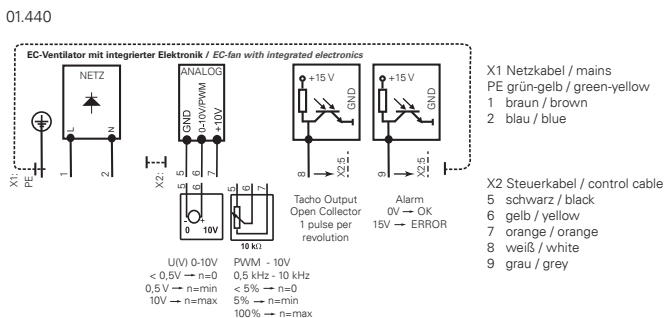 01.440
EC-Ventilator mit integrierter Elektronik / EC-fan with integrated electronics
NETZ
L
N
X1:
PE
1
2
ANALOG
GND
0-10V/PWM
+10V
X2:
5
6
7
5
6
- +
0 10V
5
6
7
10 kΩ
+15 V
GND
8 → X2:5
+15 V
GND
9 → X2:5
Tacho Output
Open Collector
1 pulse per
revolution
Alarm
0V → OK
15V → ERROR
U(V) 0-10V
< 0,5V → n=0
0,5 V → n=min
10V → n=max
PWM - 10V
0,5 kHz - 10 kHz
< 5% → n=0
5% → n=min
100% → n=max
X1 Netzkabel / mains
PE grün-gelb / green-yellow
1 braun / brown
2 blau / blue
X2 Steuerkabel / control cable
5 schwarz / black
6 gelb / yellow
7 orange / orange
8 weiß / white
9 grau / grey